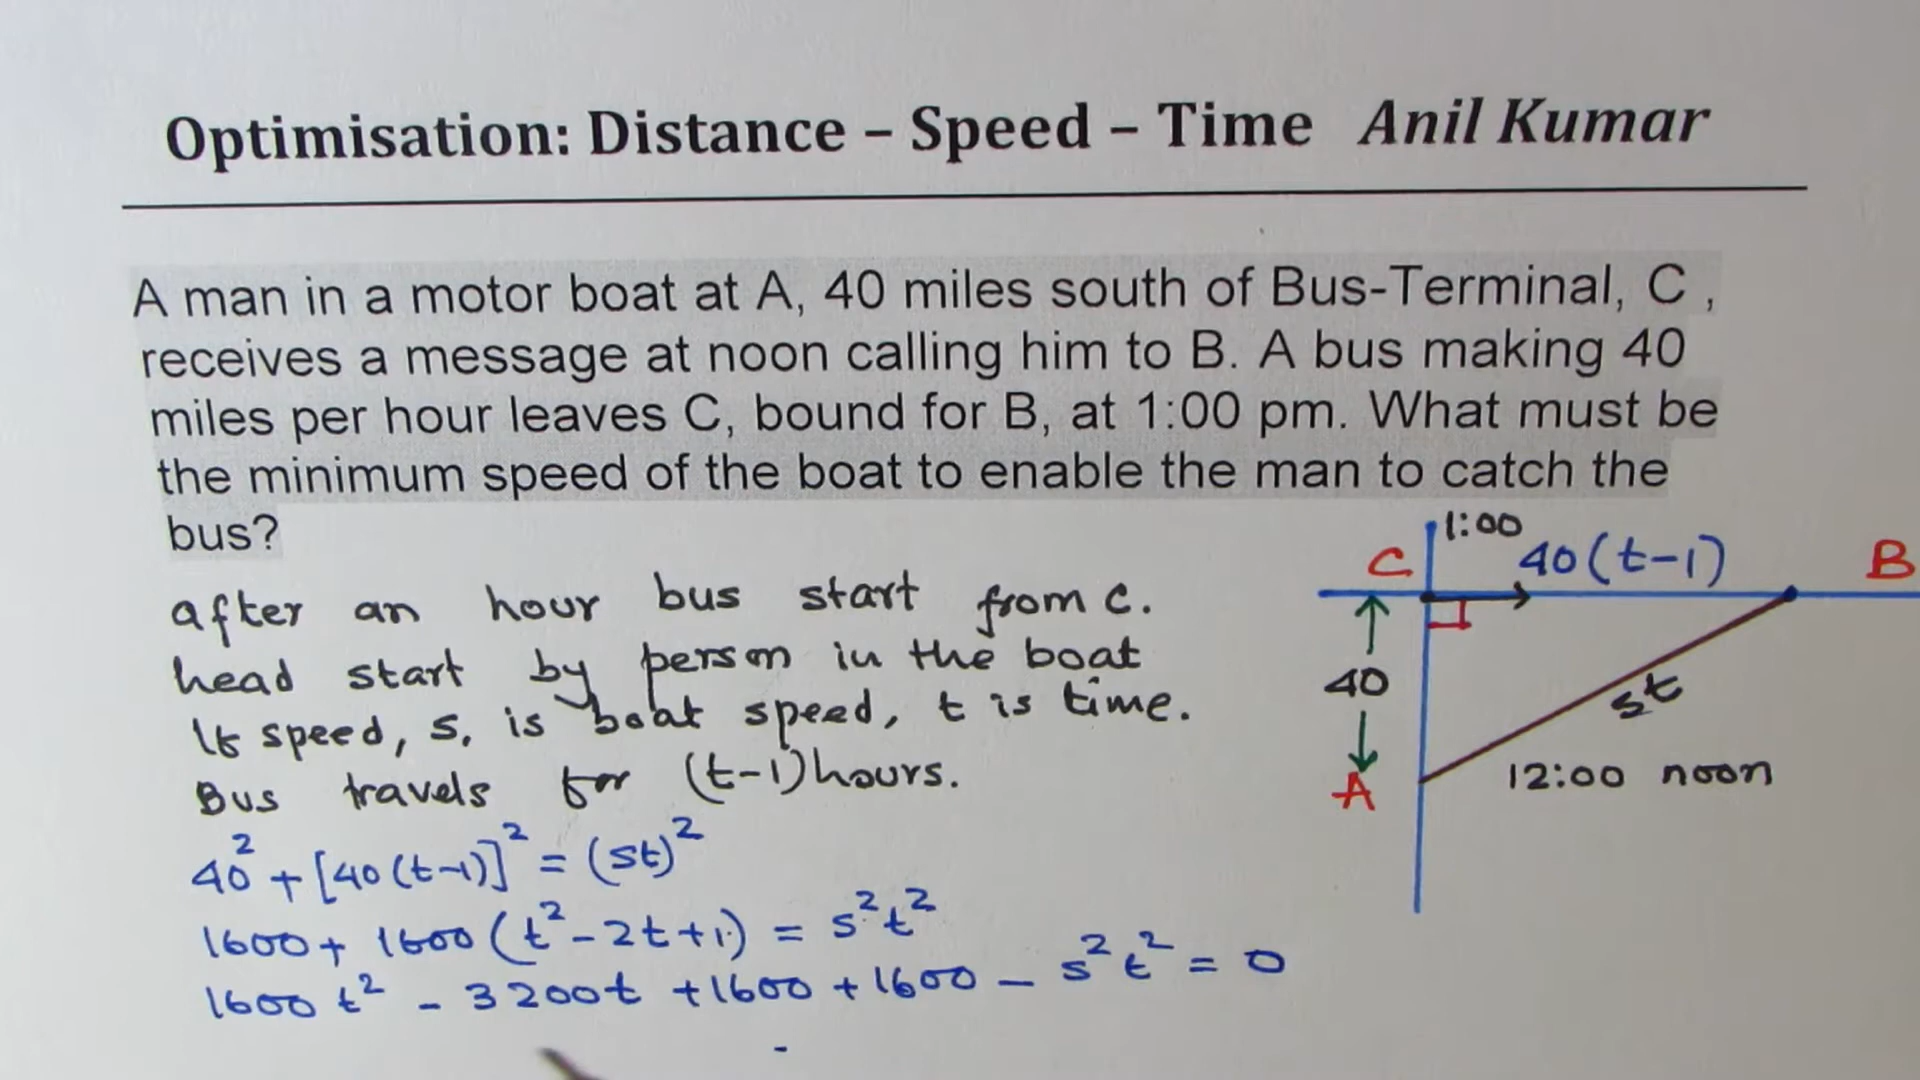 Optimisation: Distance – Speed – Time Anil Kumar
A man in a motor boat at A, 40 miles south of Bus-Terminal, C ,
receives a message at noon calling him to B. A bus making 40
miles per hour leaves C, bound for B, at 1:00 pm. What must be
the minimum speed of the boat to enable the man to catch the
bus?
1:00
C 40(t-1) B
40
st
A 12:00 noon
after an hour bus start from c.
head start by person in the boat
If speed, s, is boat speed, t is time.
Bus travels for (t-1)hours.
40² + [40(t-1)]² = (st)²
1600 + 1600(t² - 2t + 1) = s²t²
1600t² - 3200t + 1600 + 1600 - s²t² = 0